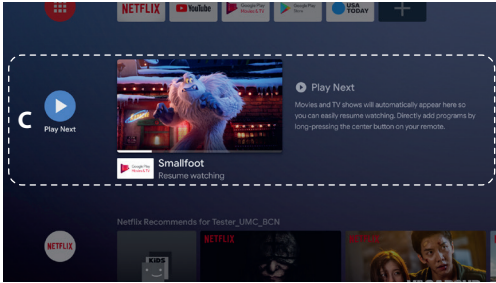 NETFLIX
YouTube
Google Play
Movies & TV
Google Play
USA
TODAY
C
Play Next
Play Next
Movies and TV shows will automatically appear here so
you can easily resume watching. Directly add programs by
long-pressing the center button on your remote.
Google Play
Movies & TV
Smallfoot
Resume watching
Netflix Recommends for Tester_UMC_BCN
NETFLIX
KiDS
NETFLIX
NETFLIX